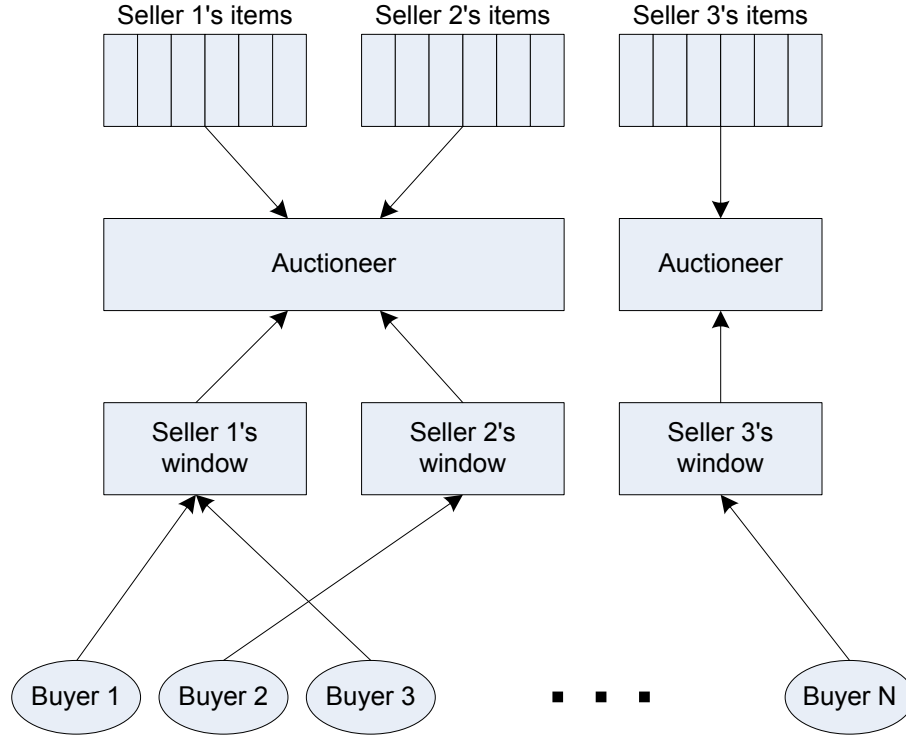 Seller 1's items
Seller 2's items
Seller 3's items
Auctioneer
Auctioneer
Seller 1's
window
Seller 2's
window
Seller 3's
window
Buyer 1
Buyer 2
Buyer 3
. . .
Buyer N